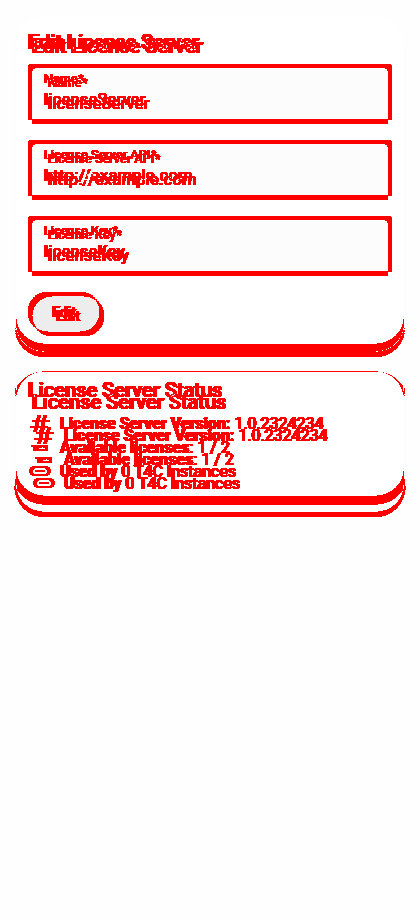 Edit License Server
Name*
licenseServer
License Server API*
http://example.com
License Key*
licenseKey
Edit
License Server Status
License Server Version: 1.0.2324234
Available licenses: 1 / 2
Used by 0 T4C Instances